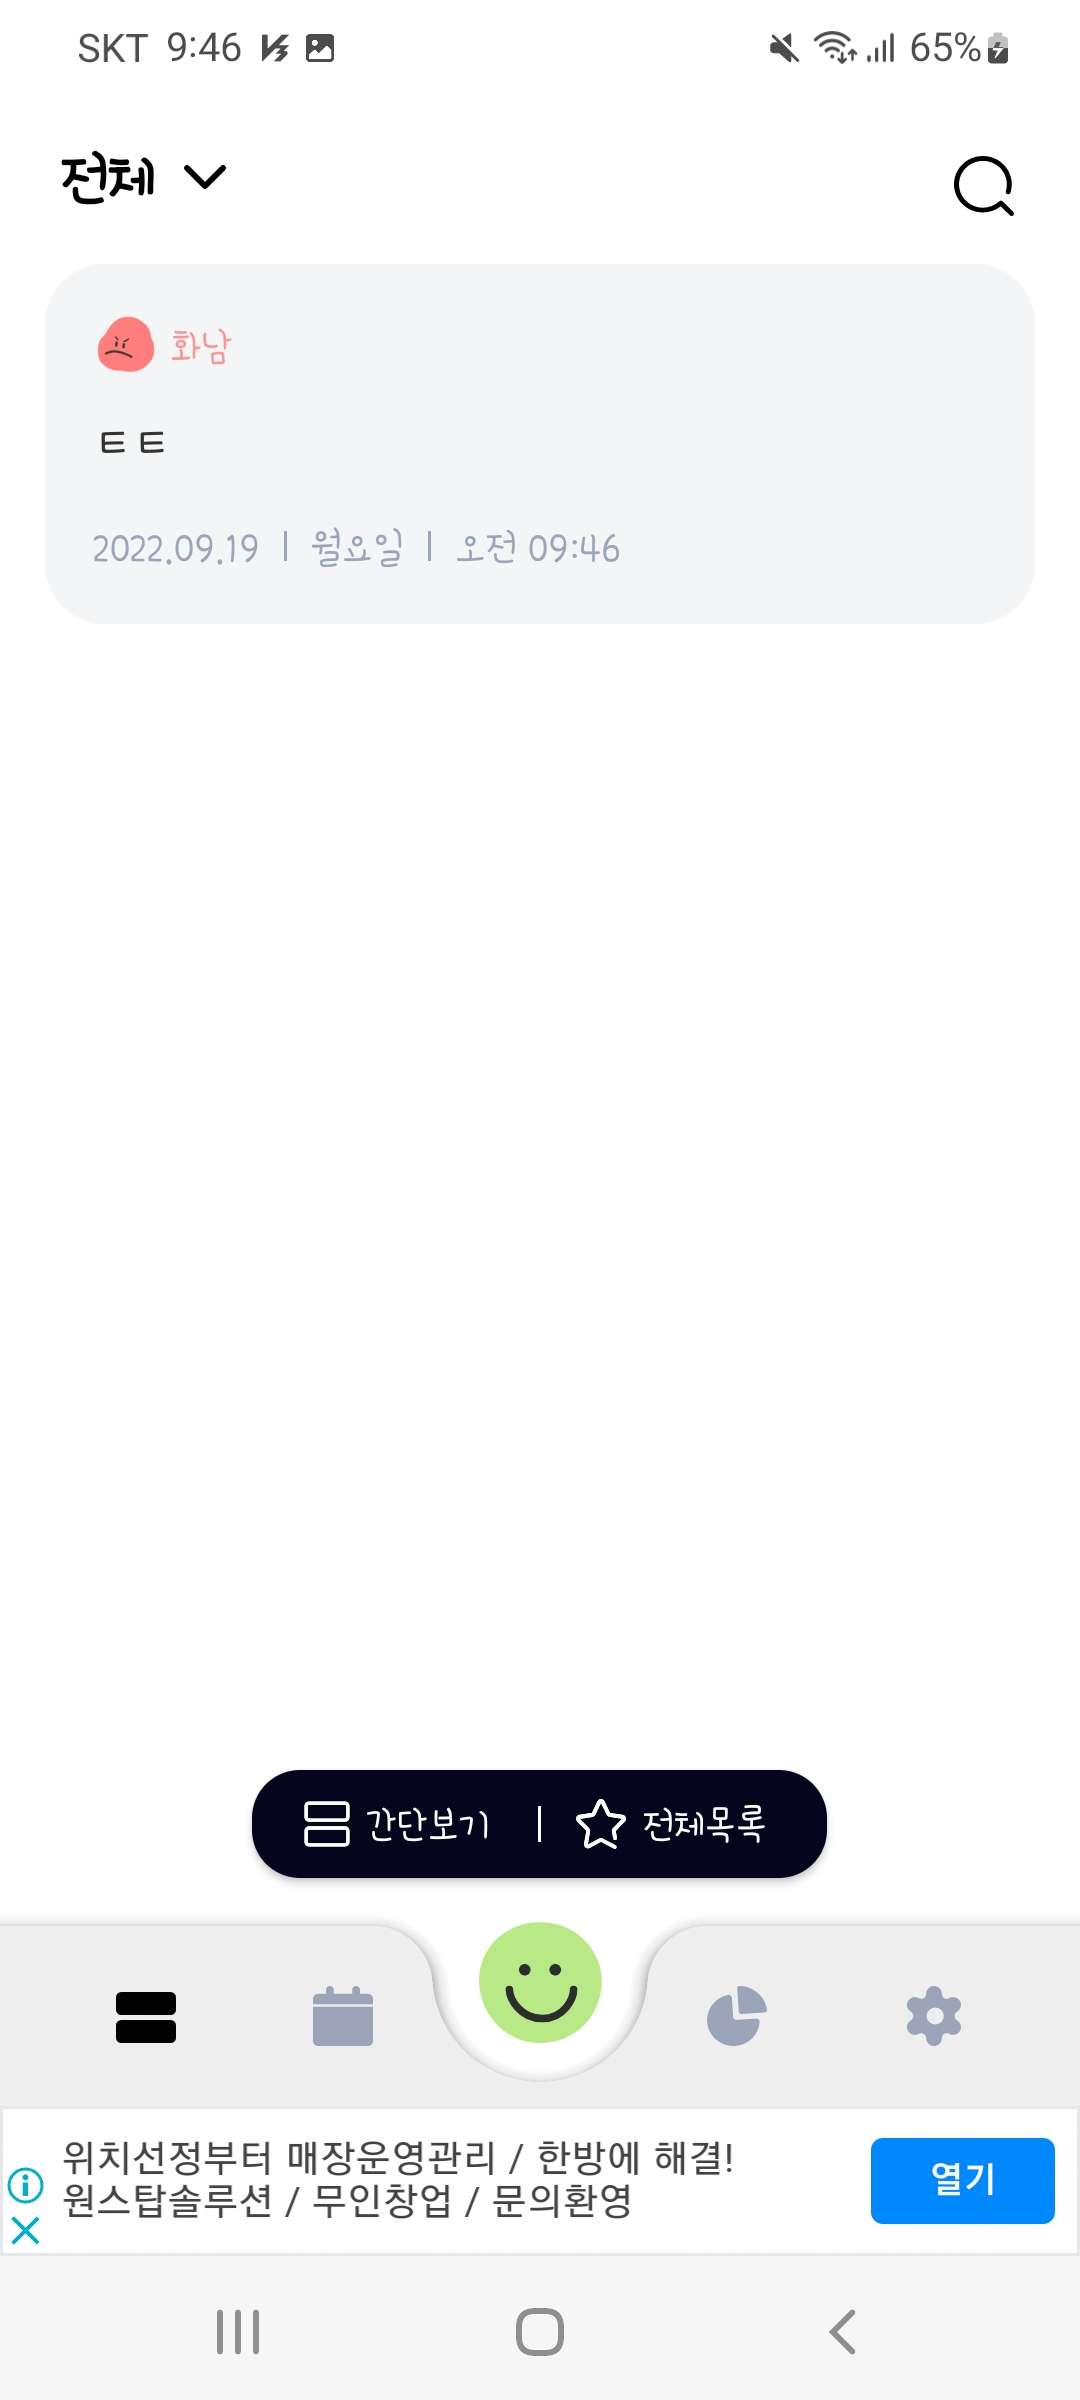 SKT 9:46 65%
전체
화남
ㅌㅌ
2022.09.19 | 월요일 | 오전 09:46
간단보기 | 전체목록
위치선정부터 매장운영관리 / 한방에 해결!
원스탑솔루션 / 무인창업 / 문의환영
열기